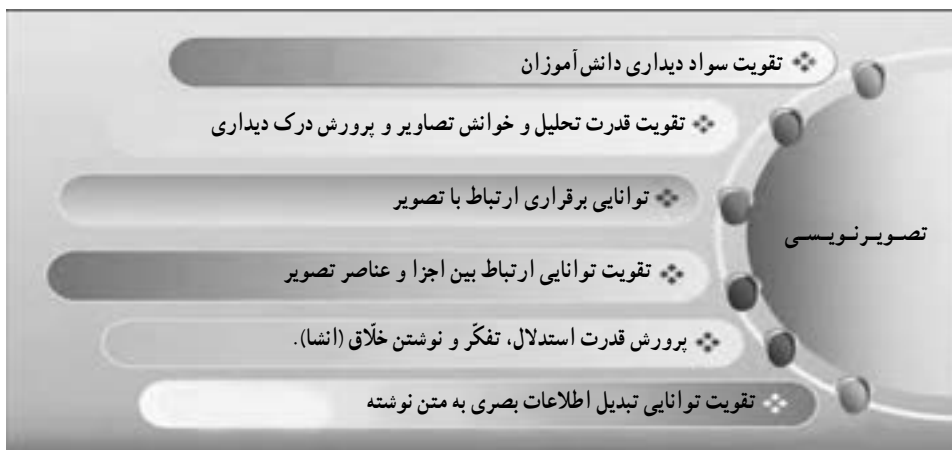 تقویت سواد دیداری دانش‌آموزان
تقویت قدرت تحلیل و خوانش تصاویر و پرورش درک دیداری
توانایی برقراری ارتباط با تصویر
تصـویـرنـویـسـی
تقویت توانایی ارتباط بین اجزا و عناصر تصویر
پرورش قدرت استدلال، تفکّر و نوشتن خلّاق (انشا).
تقویت توانایی تبدیل اطلاعات بصری به متن نوشته